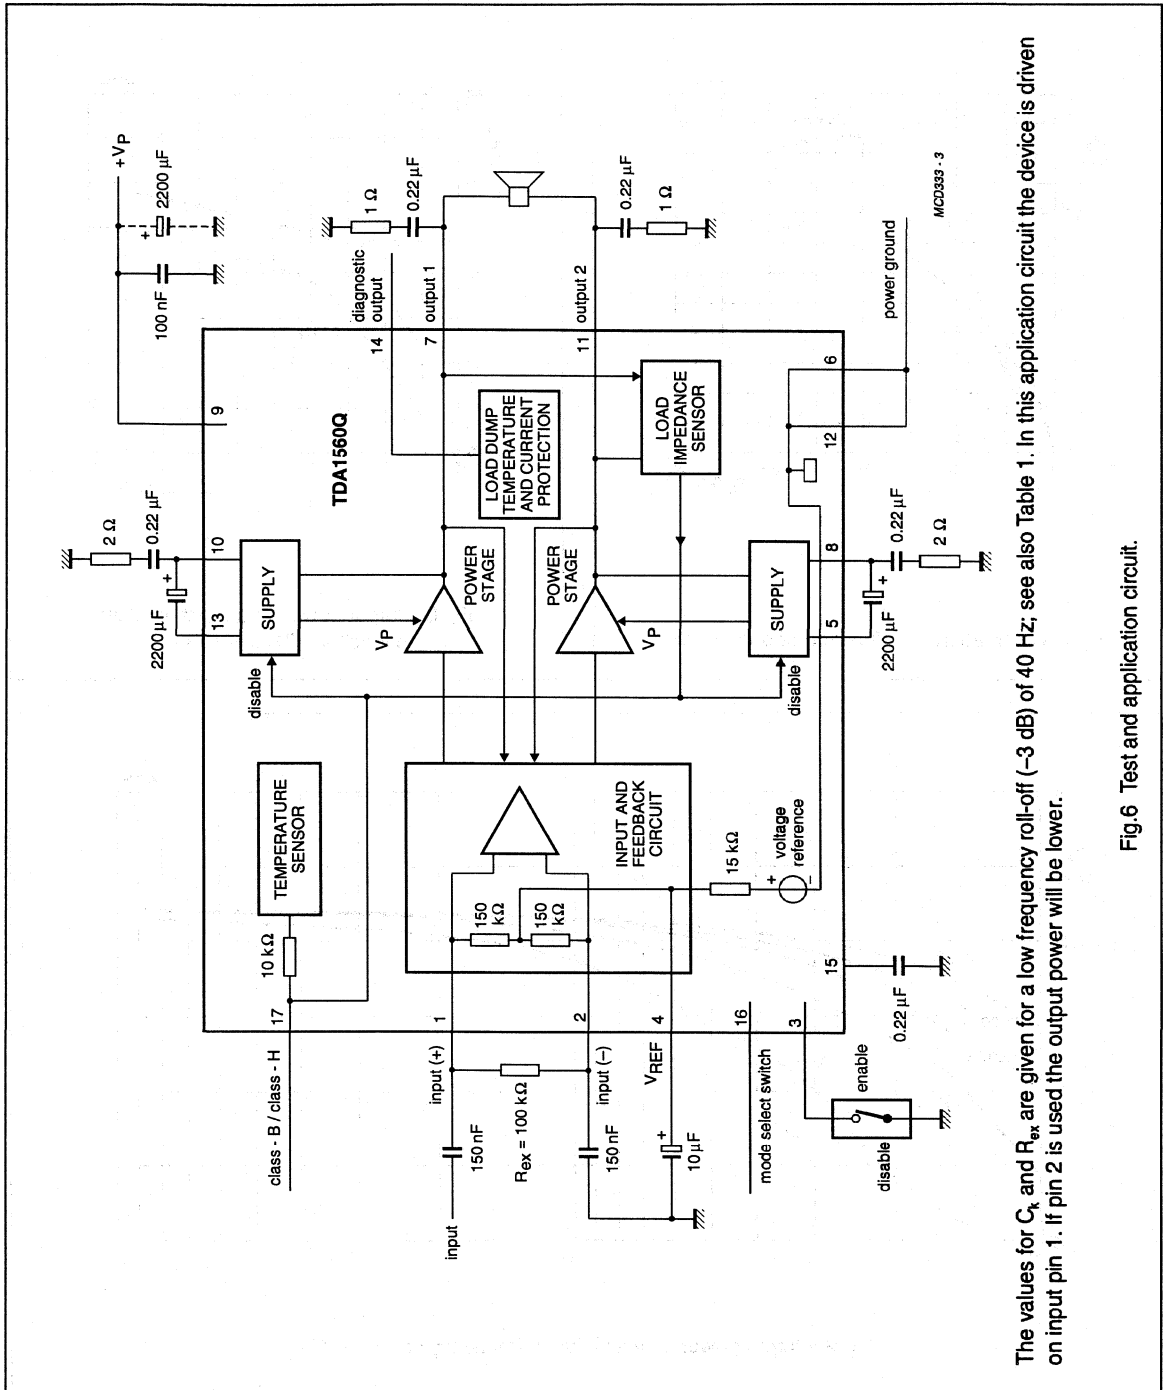 +VP
2200 µF
+
100 nF
2 Ω
0.22 µF
+
2200 µF
10
13
9
SUPPLY
disable
TDA1560Q
diagnostic
output
14
1 Ω
0.22 µF
7
output 1
LOAD DUMP
TEMPERATURE
AND CURRENT
PROTECTION
POWER
STAGE
VP
11
output 2
0.22 µF
1 Ω
LOAD
IMPEDANCE
SENSOR
POWER
STAGE
VP
SUPPLY
disable
6
12
power ground
MCD333 - 3
8
5
0.22 µF
2 Ω
+
2200 µF
TEMPERATURE
SENSOR
10 kΩ
17
class - B / class - H
INPUT AND
FEEDBACK
CIRCUIT
150
kΩ
150
kΩ
1
input (+)
150 nF
input
Rex = 100 kΩ
2
input (−)
150 nF
4
VREF
+
10 µF
15 kΩ
+
−
voltage
reference
16
mode select switch
3
enable
disable
15
0.22 µF
The values for Ck and Rex are given for a low frequency roll-off (−3 dB) of 40 Hz; see also Table 1. In this application circuit the device is driven
on input pin 1. If pin 2 is used the output power will be lower.
Fig.6 Test and application circuit.